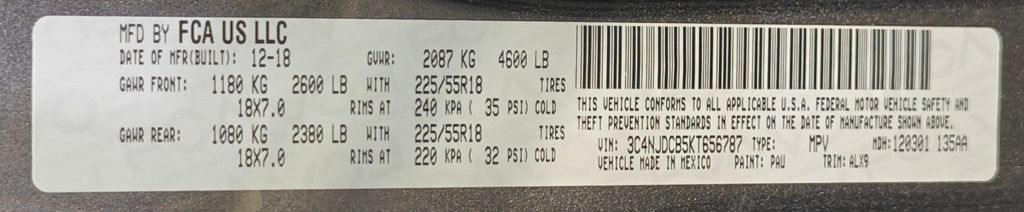 MFD BY FCA US LLC
DATE OF MFR(BUILT): 12-18 GVWR: 2087 KG 4600 LB
GAWR FRONT: 1180 KG 2600 LB WITH 225/55R18 TIRES
18X7.0 RIMS AT 240 KPA ( 35 PSI) COLD
GAWR REAR: 1080 KG 2380 LB WITH 225/55R18 TIRES
18X7.0 RIMS AT 220 KPA ( 32 PSI) COLD
THIS VEHICLE CONFORMS TO ALL APPLICABLE U.S.A. FEDERAL MOTOR VEHICLE SAFETY AND
THEFT PREVENTION STANDARDS IN EFFECT ON THE DATE OF MANUFACTURE SHOWN ABOVE.
VIN: 3C4NJDCB5KT656787 TYPE: MPV MDH:120301 135AA
VEHICLE MADE IN MEXICO PAINT: PAU TRIM: ALX9